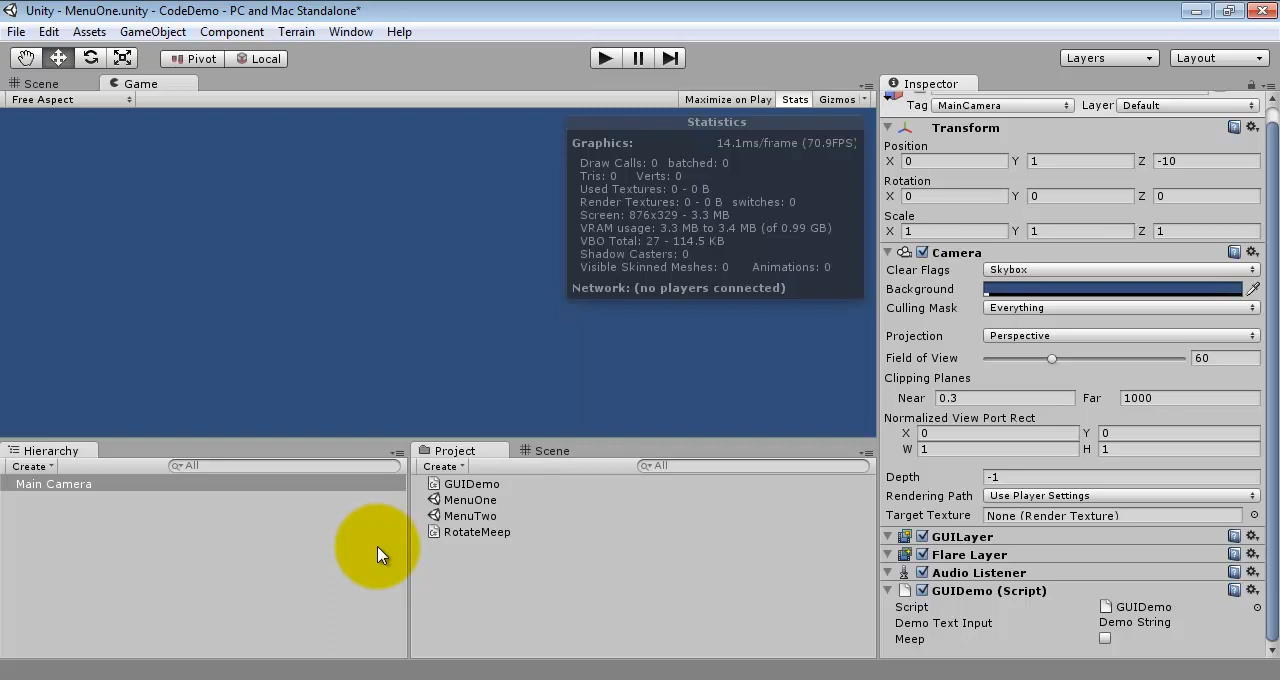 Unity - MenuOne.unity - CodeDemo - PC and Mac Standalone*
File Edit Assets GameObject Component Terrain Window Help
Pivot Local Layers Layout
Scene Game
Free Aspect Maximize on Play Stats Gizmos
Statistics
Graphics: 14.1ms/frame (70.9FPS)
Draw Calls: 0 batched: 0
Tris: 0 Verts: 0
Used Textures: 0 - 0 B
Render Textures: 0 - 0 B switches: 0
Screen: 876x329 - 3.3 MB
VRAM usage: 3.3 MB to 3.4 MB (of 0.99 GB)
VBO Total: 27 - 114.5 KB
Shadow Casters: 0
Visible Skinned Meshes: 0 Animations: 0
Network: (no players connected)
Hierarchy
Create All
Main Camera
Project Scene
Create All
GUIDemo
MenuOne
MenuTwo
RotateMeep
Inspector
Tag MainCamera Layer Default
Transform
Position
X 0 Y 1 Z -10
Rotation
X 0 Y 0 Z 0
Scale
X 1 Y 1 Z 1
Camera
Clear Flags Skybox
Background
Culling Mask Everything
Projection Perspective
Field of View 60
Clipping Planes
Near 0.3 Far 1000
Normalized View Port Rect
X 0 Y 0
W 1 H 1
Depth -1
Rendering Path Use Player Settings
Target Texture None (Render Texture)
GUILayer
Flare Layer
Audio Listener
GUIDemo (Script)
Script GUIDemo
Demo Text Input Demo String
Meep